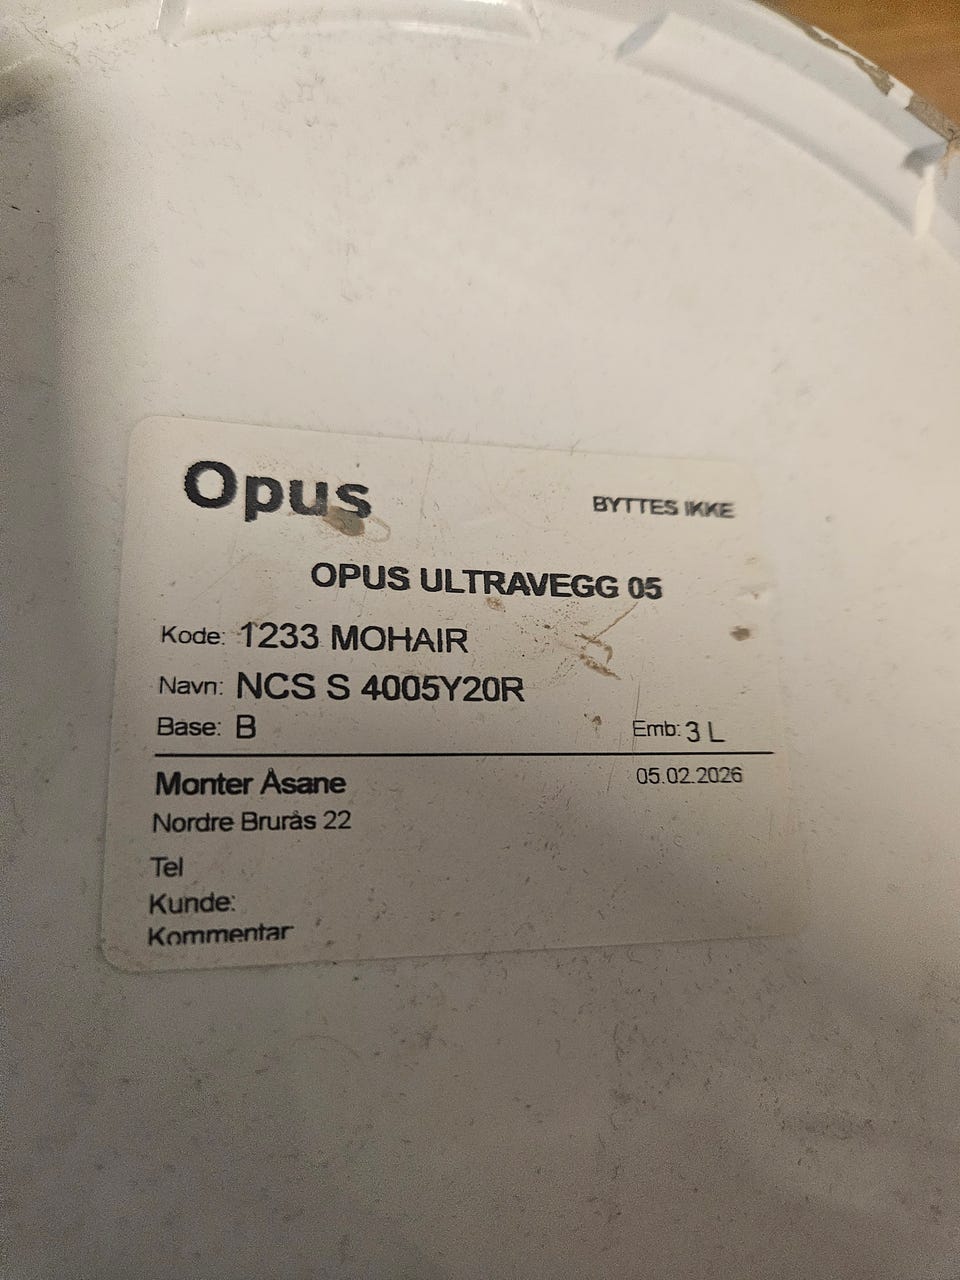 Opus
BYTTES IKKE
OPUS ULTRAVEGG 05
Kode: 1233 MOHAIR
Navn: NCS S 4005Y20R
Base: B
Emb: 3 L
Monter Åsane
05.02.2026
Nordre Brurås 22
Tel
Kunde:
Kommentar